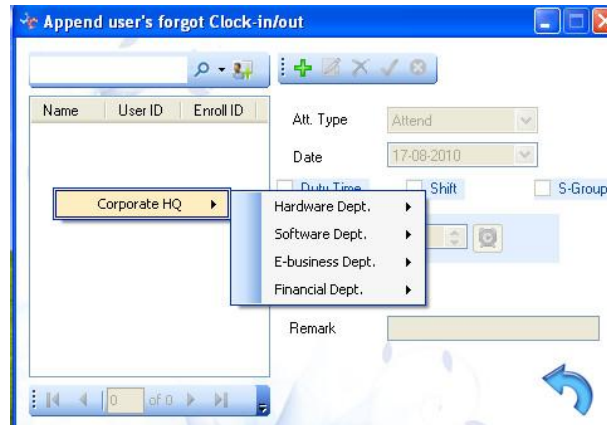 Append user's forgot Clock-in/out
Name User ID Enroll ID
Att. Type Attend
Date 17-08-2010
Duty Time Shift S-Group
Corporate HQ
Hardware Dept.
Software Dept.
E-business Dept.
Financial Dept.
Remark
0 of 0